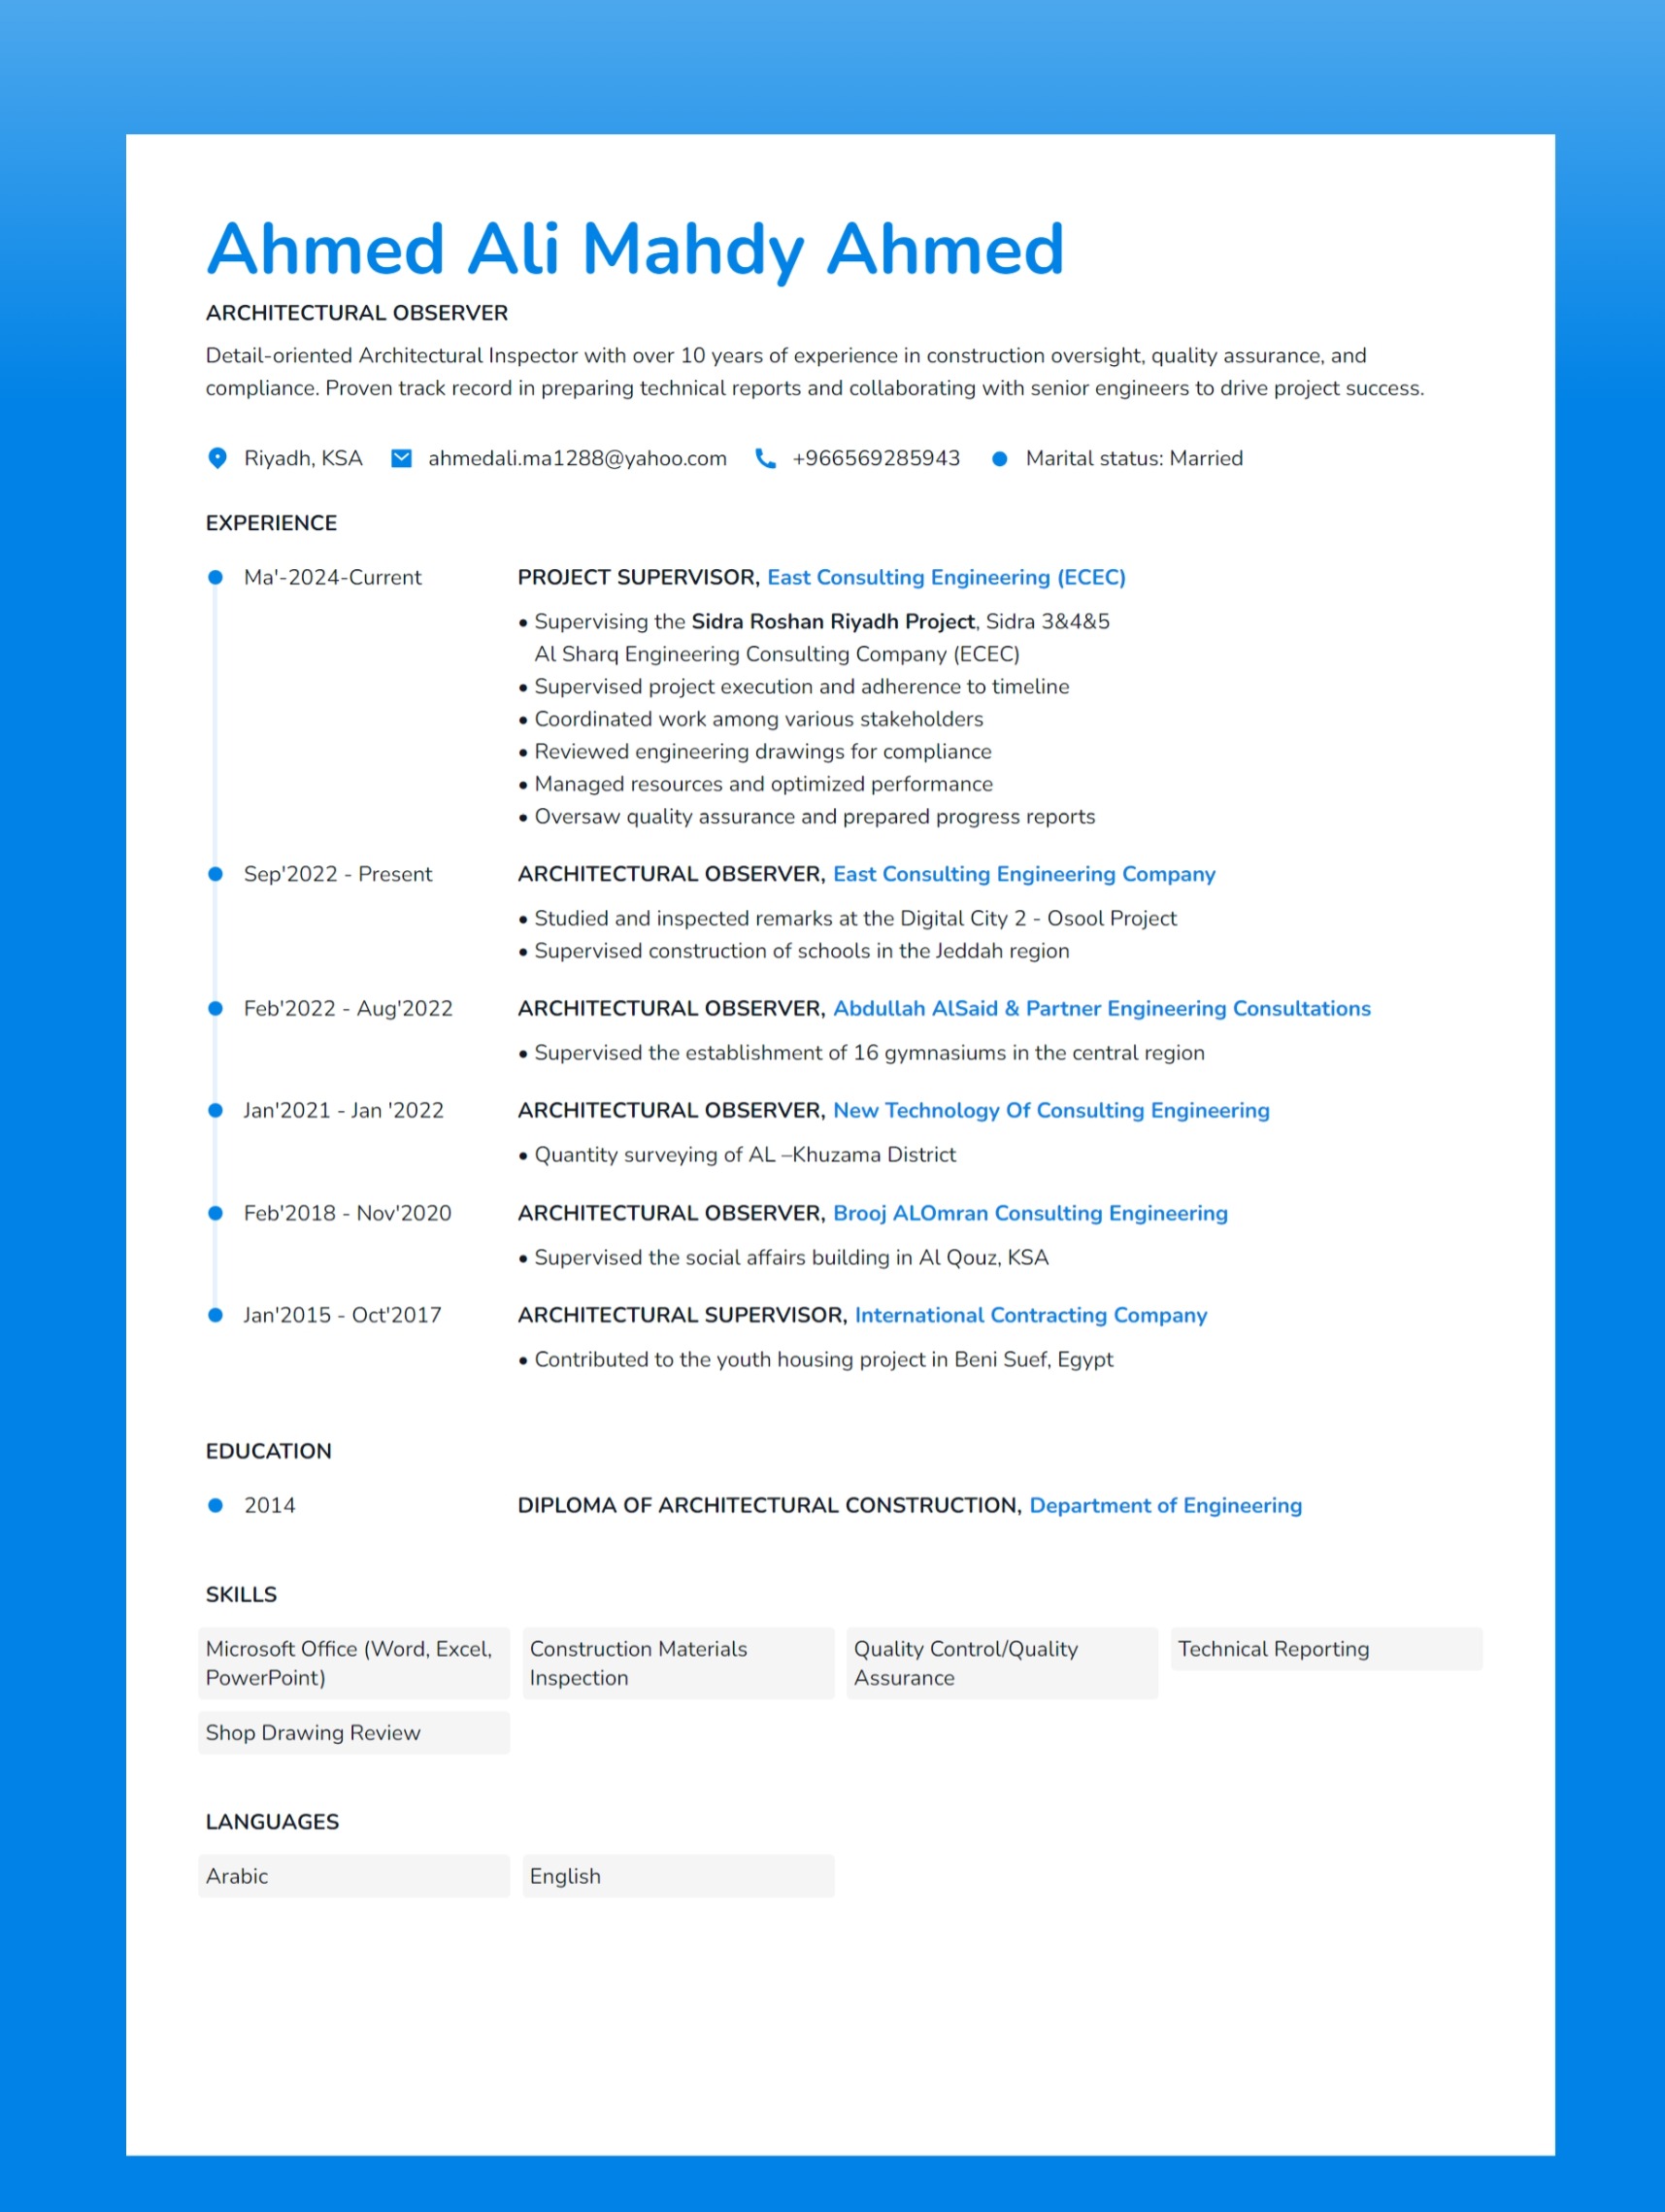 Ahmed Ali Mahdy Ahmed
ARCHITECTURAL OBSERVER
Detail-oriented Architectural Inspector with over 10 years of experience in construction oversight, quality assurance, and
compliance. Proven track record in preparing technical reports and collaborating with senior engineers to drive project success.
Riyadh, KSA ahmedali.ma1288@yahoo.com +966569285943 Marital status: Married
EXPERIENCE
Ma'-2024-Current PROJECT SUPERVISOR, East Consulting Engineering (ECEC)
• Supervising the Sidra Roshan Riyadh Project, Sidra 3&4&5
Al Sharq Engineering Consulting Company (ECEC)
• Supervised project execution and adherence to timeline
• Coordinated work among various stakeholders
• Reviewed engineering drawings for compliance
• Managed resources and optimized performance
• Oversaw quality assurance and prepared progress reports
Sep'2022 - Present ARCHITECTURAL OBSERVER, East Consulting Engineering Company
• Studied and inspected remarks at the Digital City 2 - Osool Project
• Supervised construction of schools in the Jeddah region
Feb'2022 - Aug'2022 ARCHITECTURAL OBSERVER, Abdullah AlSaid & Partner Engineering Consultations
• Supervised the establishment of 16 gymnasiums in the central region
Jan'2021 - Jan '2022 ARCHITECTURAL OBSERVER, New Technology Of Consulting Engineering
• Quantity surveying of AL –Khuzama District
Feb'2018 - Nov'2020 ARCHITECTURAL OBSERVER, Brooj ALOmran Consulting Engineering
• Supervised the social affairs building in Al Qouz, KSA
Jan'2015 - Oct'2017 ARCHITECTURAL SUPERVISOR, International Contracting Company
• Contributed to the youth housing project in Beni Suef, Egypt
EDUCATION
2014 DIPLOMA OF ARCHITECTURAL CONSTRUCTION, Department of Engineering
SKILLS
Microsoft Office (Word, Excel,
PowerPoint)
Construction Materials
Inspection
Quality Control/Quality
Assurance
Technical Reporting
Shop Drawing Review
LANGUAGES
Arabic
English